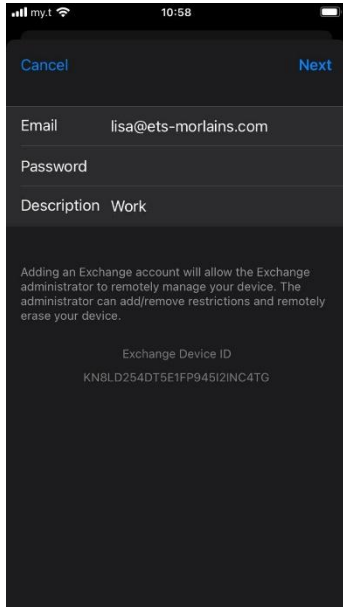 my.t 10:58
Cancel Next
Email lisa@ets-morlains.com
Password
Description Work
Adding an Exchange account will allow the Exchange
administrator to remotely manage your device. The
administrator can add/remove restrictions and remotely
erase your device.
Exchange Device ID
KN8LD254DT5E1FP945I2INC4TG